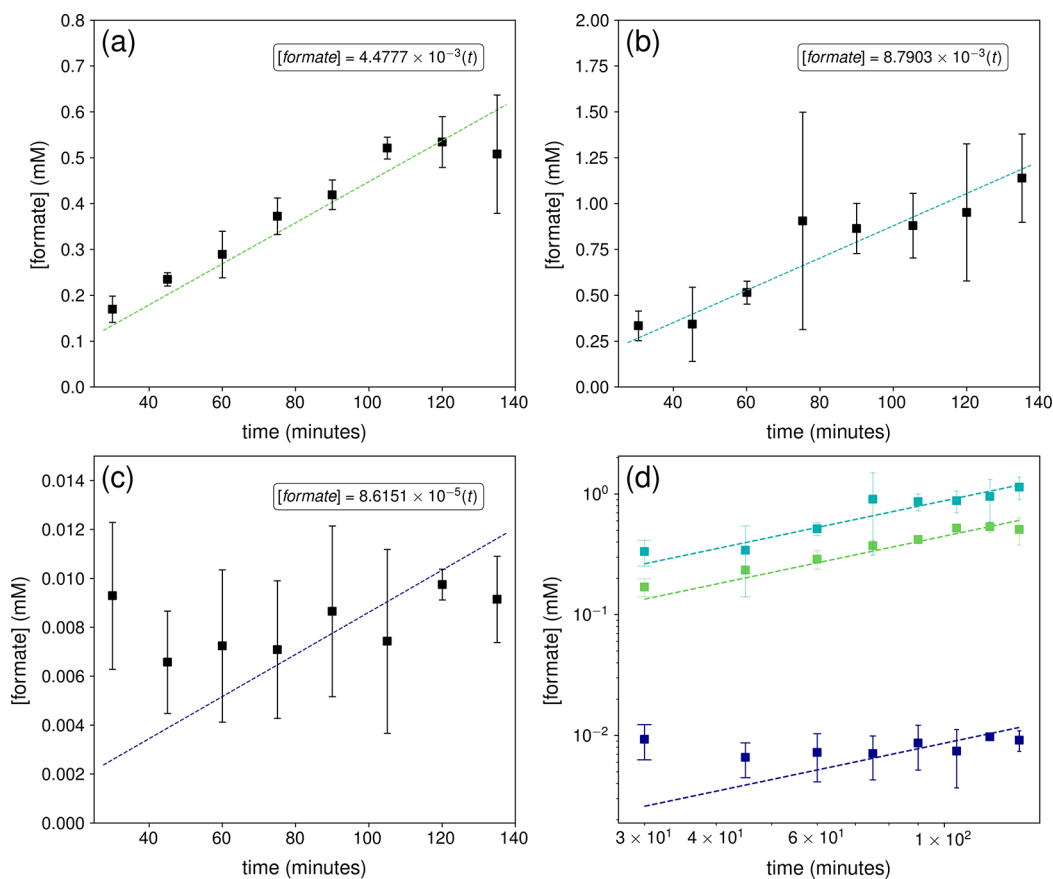 (a)
[formate] = 4.4777 × 10⁻³(t)
[formate] (mM)
0.8
0.7
0.6
0.5
0.4
0.3
0.2
0.1
0.0
40 60 80 100 120 140
time (minutes)
(b)
[formate] = 8.7903 × 10⁻³(t)
[formate] (mM)
2.00
1.75
1.50
1.25
1.00
0.75
0.50
0.25
0.00
40 60 80 100 120 140
time (minutes)
(c)
[formate] = 8.6151 × 10⁻⁵(t)
[formate] (mM)
0.014
0.012
0.010
0.008
0.006
0.004
0.002
0.000
40 60 80 100 120 140
time (minutes)
(d)
[formate] (mM)
10⁰
10⁻¹
10⁻²
3 × 10¹ 4 × 10¹ 6 × 10¹ 1 × 10²
time (minutes)